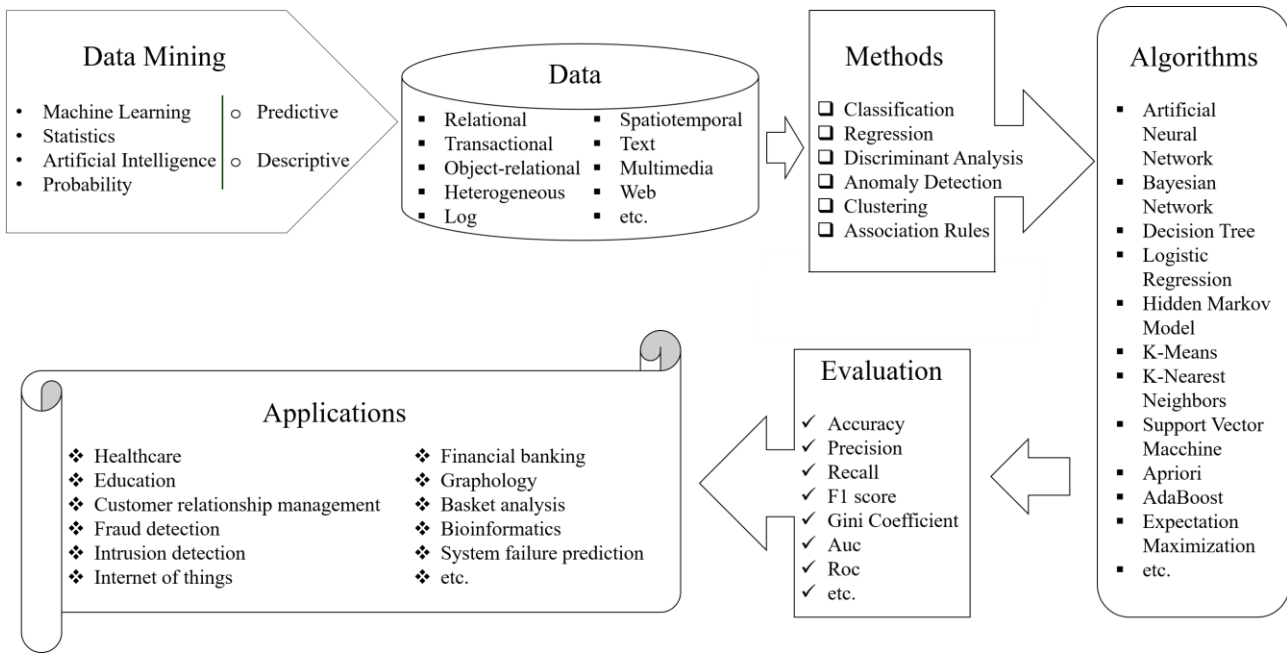 Data Mining
• Machine Learning
• Statistics
• Artificial Intelligence
• Probability
o Predictive
o Descriptive
Data
▪ Relational
▪ Transactional
▪ Object-relational
▪ Heterogeneous
▪ Log
▪ Spatiotemporal
▪ Text
▪ Multimedia
▪ Web
▪ etc.
Methods
❑ Classification
❑ Regression
❑ Discriminant Analysis
❑ Anomaly Detection
❑ Clustering
❑ Association Rules
Algorithms
▪ Artificial
Neural
Network
▪ Bayesian
Network
▪ Decision Tree
▪ Logistic
Regression
▪ Hidden Markov
Model
▪ K-Means
▪ K-Nearest
Neighbors
▪ Support Vector
Macchine
▪ Apriori
▪ AdaBoost
▪ Expectation
Maximization
▪ etc.
Evaluation
✓ Accuracy
✓ Precision
✓ Recall
✓ F1 score
✓ Gini Coefficient
✓ Auc
✓ Roc
✓ etc.
Applications
❖ Healthcare
❖ Education
❖ Customer relationship management
❖ Fraud detection
❖ Intrusion detection
❖ Internet of things
❖ Financial banking
❖ Graphology
❖ Basket analysis
❖ Bioinformatics
❖ System failure prediction
❖ etc.